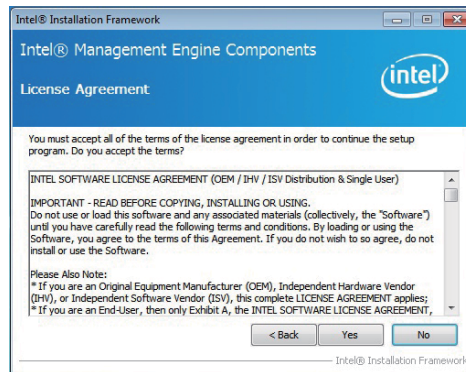 Intel® Installation Framework
Intel® Management Engine Components
License Agreement
intel
You must accept all of the terms of the license agreement in order to continue the setup
program. Do you accept the terms?
INTEL SOFTWARE LICENSE AGREEMENT (OEM / IHV / ISV Distribution & Single User)
IMPORTANT - READ BEFORE COPYING, INSTALLING OR USING.
Do not use or load this software and any associated materials (collectively, the "Software")
until you have carefully read the following terms and conditions. By loading or using the
Software, you agree to the terms of this Agreement. If you do not wish to so agree, do not
install or use the Software.
Please Also Note:
* If you are an Original Equipment Manufacturer (OEM), Independent Hardware Vendor
(IHV), or Independent Software Vendor (ISV), this complete LICENSE AGREEMENT applies;
* If you are an End-User, then only Exhibit A, the INTEL SOFTWARE LICENSE AGREEMENT,
< Back Yes No
Intel® Installation Framework